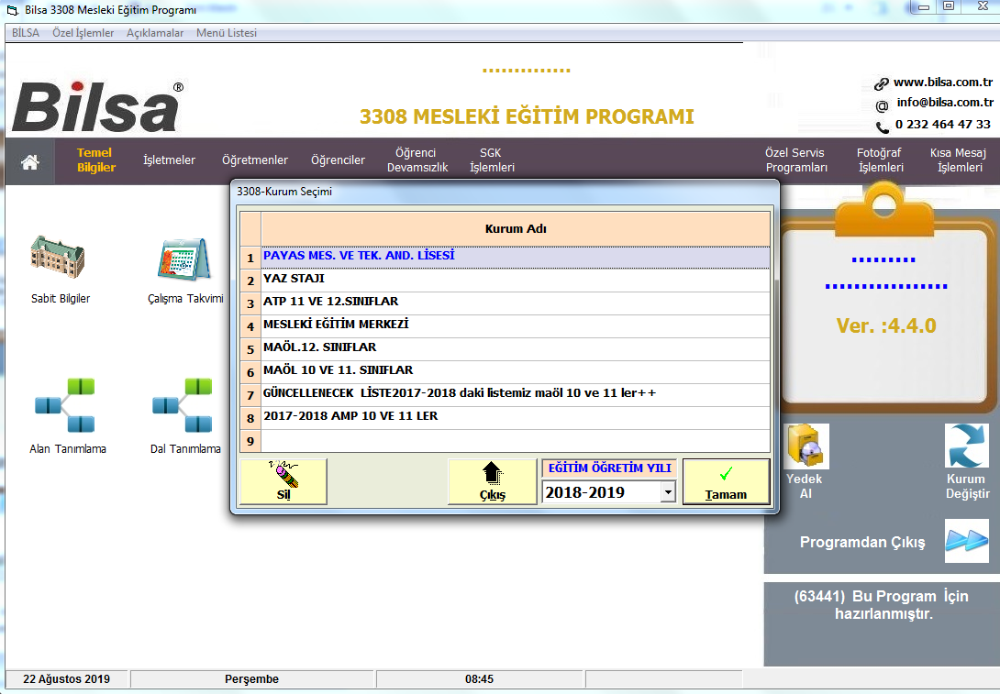 Bilsa 3308 Mesleki Eğitim Programı
BİLSA Özel İşlemler Açıklamalar Menü Listesi
..............
Bilsa®
3308 MESLEKİ EĞİTİM PROGRAMI
www.bilsa.com.tr
info@bilsa.com.tr
0 232 464 47 33
Temel Bilgiler
İşletmeler
Öğretmenler
Öğrenciler
Öğrenci Devamsızlık
SGK İşlemleri
Özel Servis Programları
Fotoğraf İşlemleri
Kısa Mesaj İşlemleri
Sabit Bilgiler
Çalışma Takvimi
Alan Tanımlama
Dal Tanımlama
3308-Kurum Seçimi
Kurum Adı
1 PAYAS MES. VE TEK. AND. LİSESİ
2 YAZ STAJI
3 ATP 11 VE 12.SINIFLAR
4 MESLEKİ EĞİTİM MERKEZİ
5 MAÖL.12. SINIFLAR
6 MAÖL 10 VE 11. SINIFLAR
7 GÜNCELLENECEK LİSTE2017-2018 daki listemiz maöl 10 ve 11 ler++
8 2017-2018 AMP 10 VE 11 LER
9
Sil
Çıkış
EĞİTİM ÖĞRETİM YILI
2018-2019
Tamam
.........
.................
Ver. :4.4.0
Yedek
Al
Kurum
Değiştir
Programdan Çıkış
(63441) Bu Program İçin
hazırlanmıştır.
22 Ağustos 2019 Perşembe 08:45